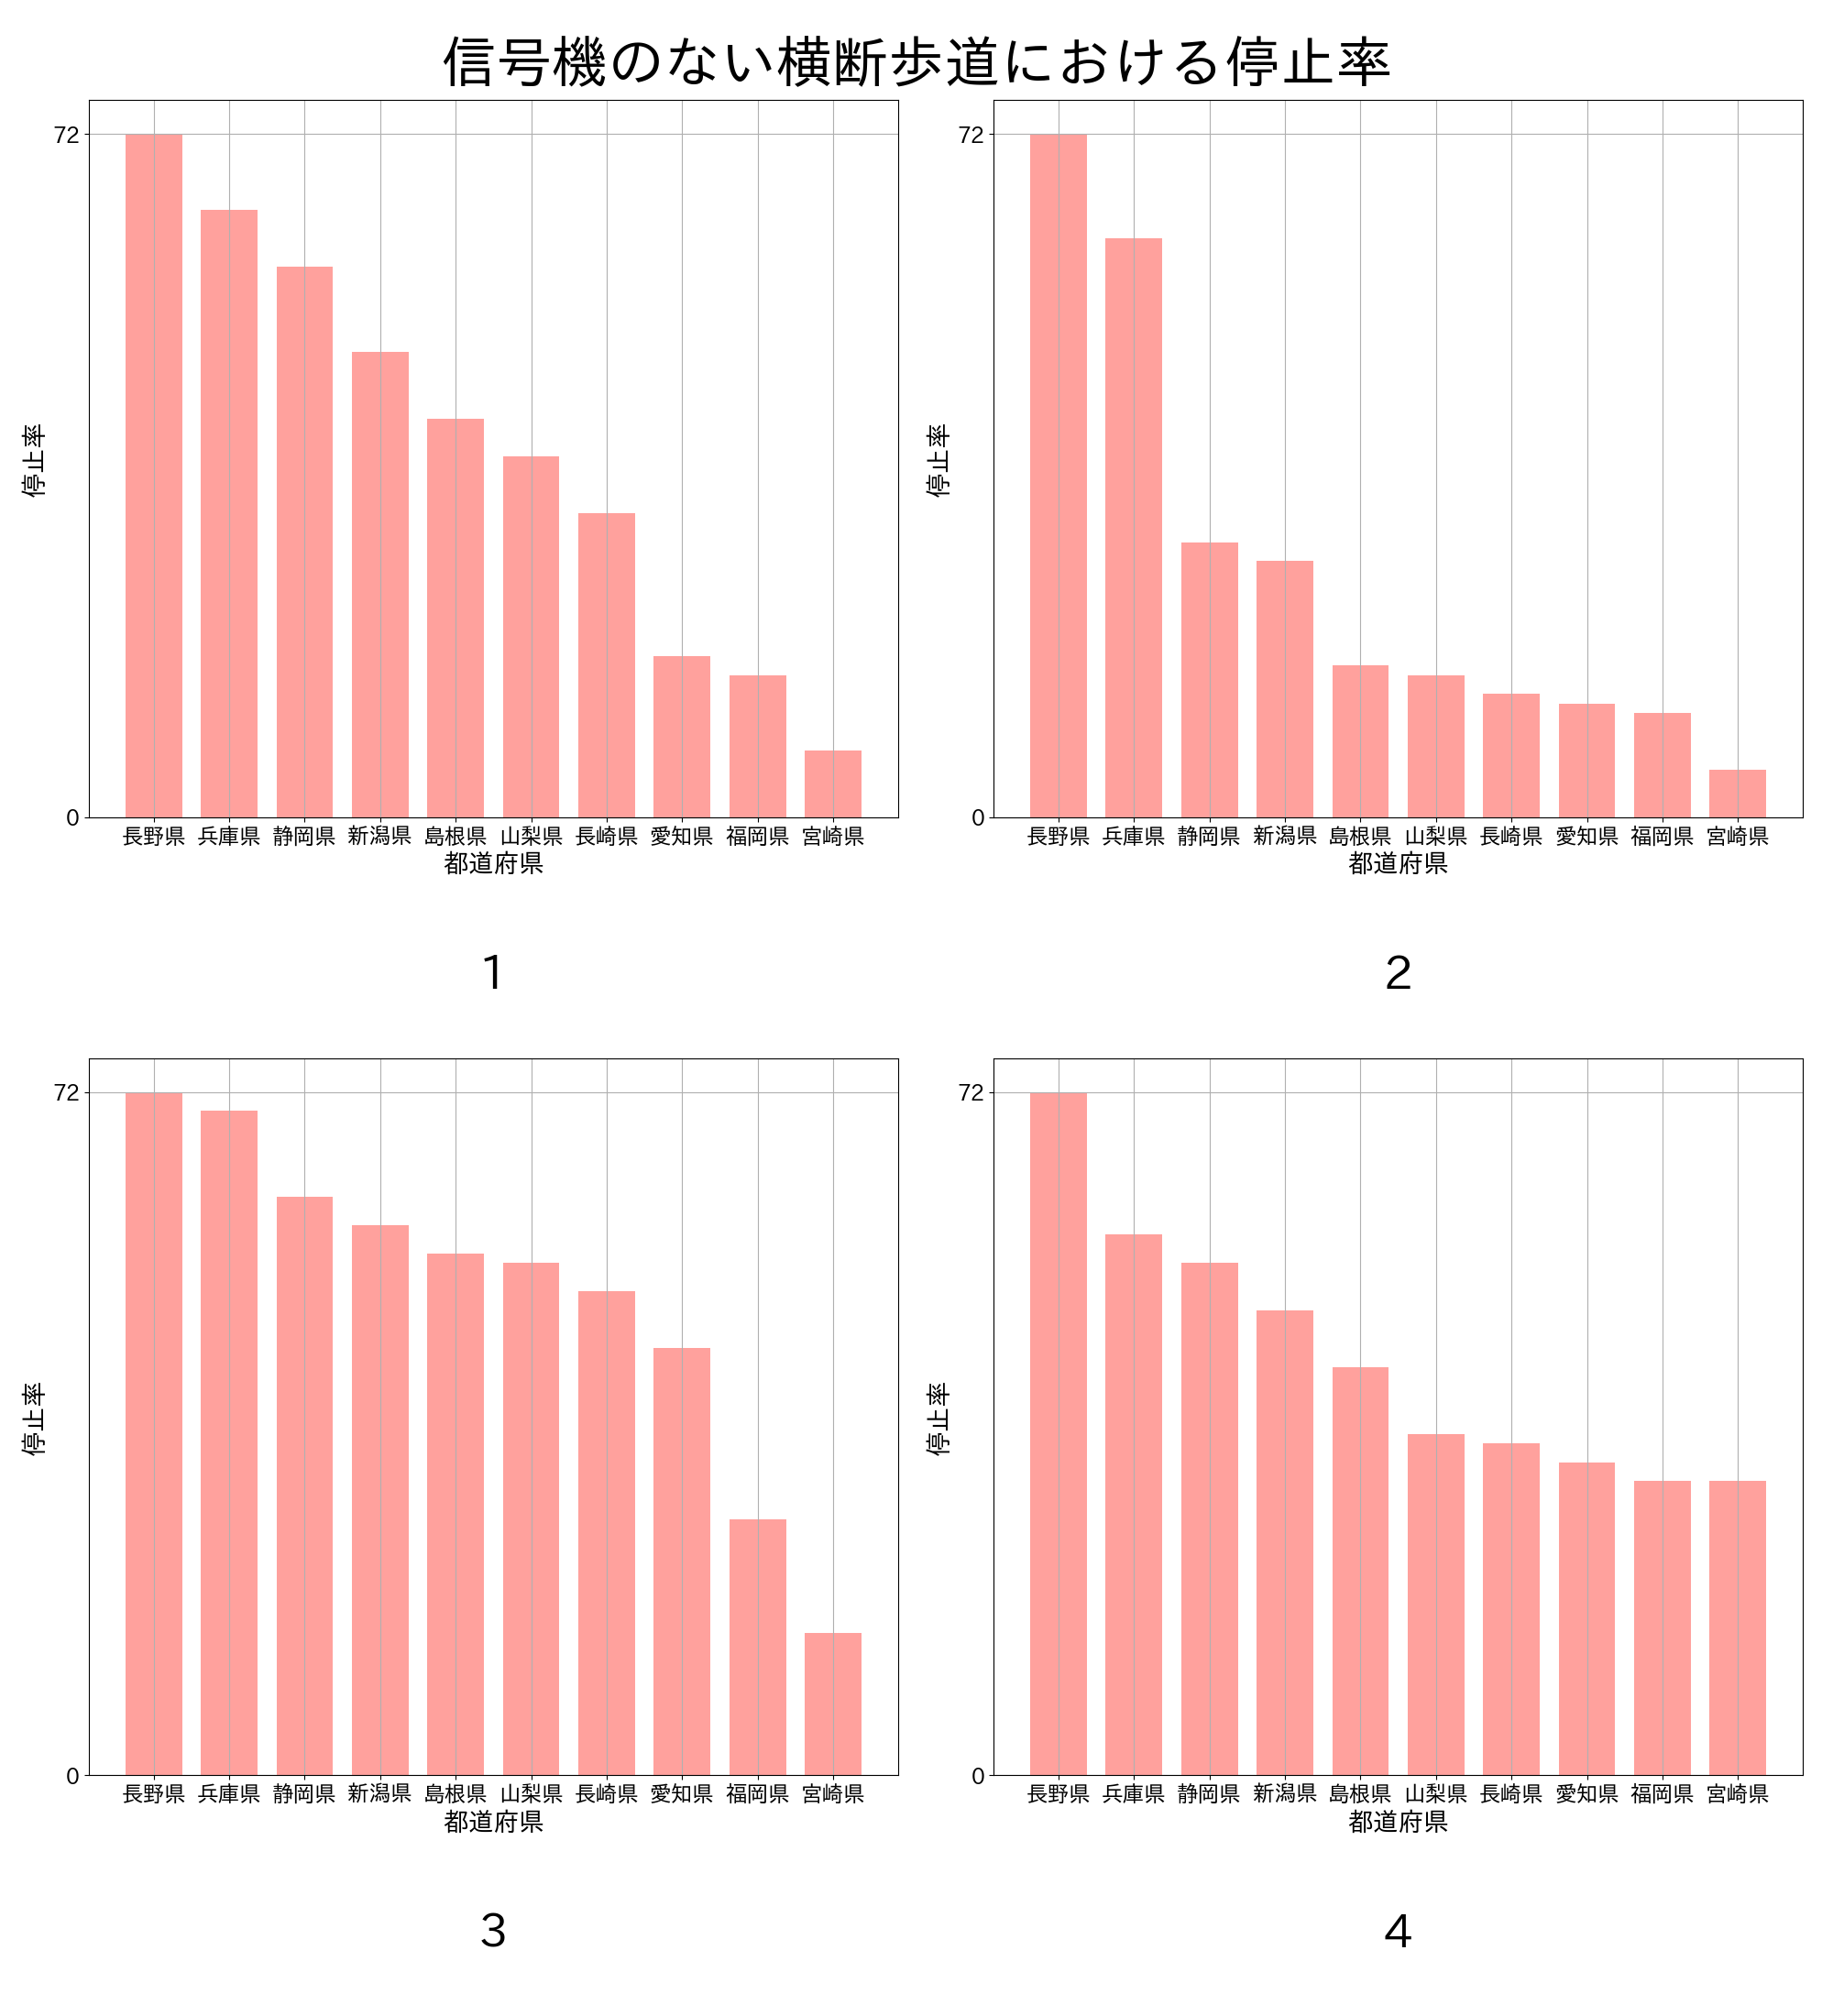 信号機のない横断歩道における停止率
72
停止率
0
長野県 兵庫県 静岡県 新潟県 島根県 山梨県 長崎県 愛知県 福岡県 宮崎県
都道府県
1
72
停止率
0
長野県 兵庫県 静岡県 新潟県 島根県 山梨県 長崎県 愛知県 福岡県 宮崎県
都道府県
2
72
停止率
0
長野県 兵庫県 静岡県 新潟県 島根県 山梨県 長崎県 愛知県 福岡県 宮崎県
都道府県
3
72
停止率
0
長野県 兵庫県 静岡県 新潟県 島根県 山梨県 長崎県 愛知県 福岡県 宮崎県
都道府県
4